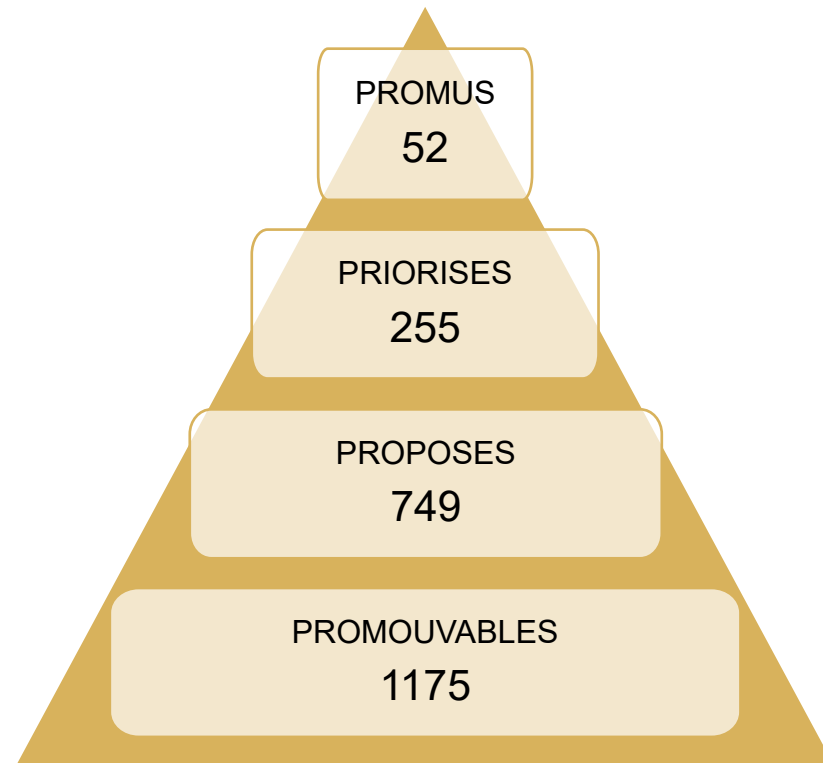 PROMUS
52
PRIORISES
255
PROPOSES
749
PROMOUVABLES
1175